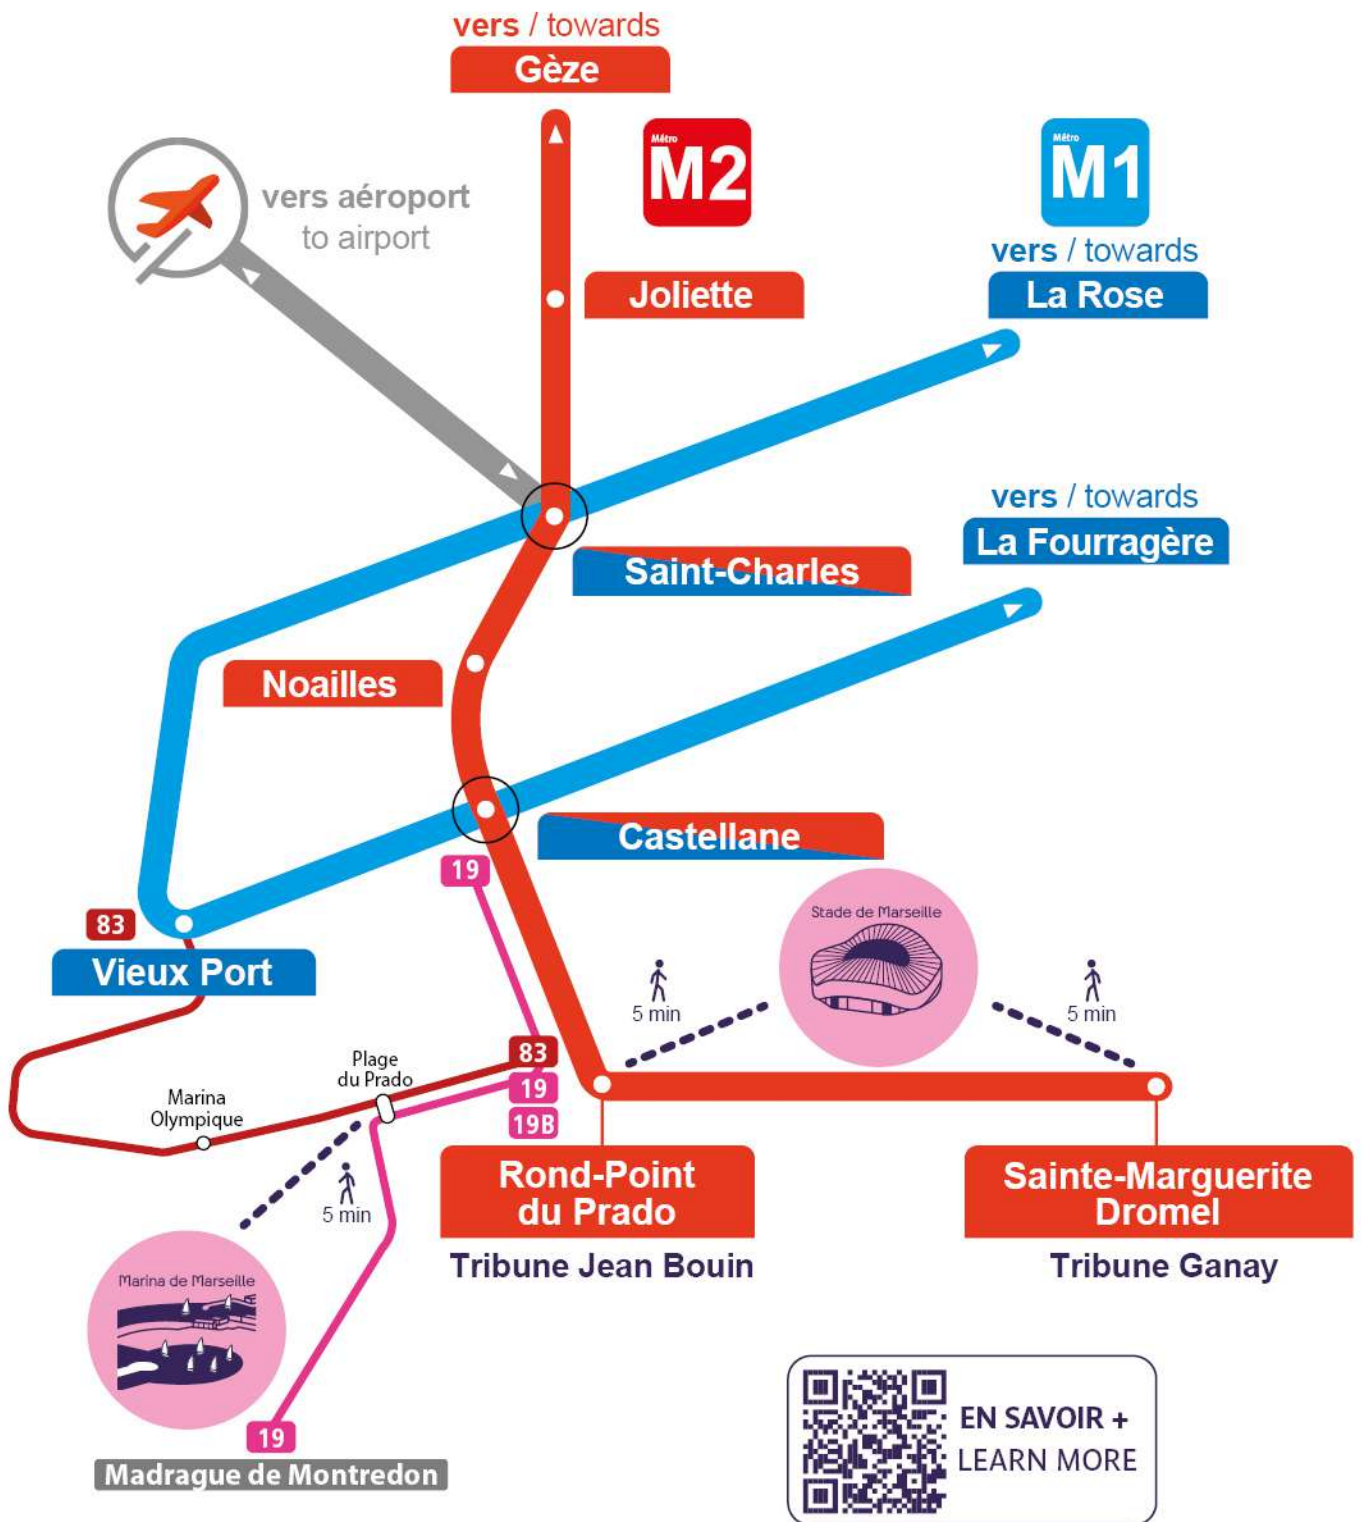 vers / towards
Gèze
Métro
M2
Métro
M1
vers aéroport
to airport
vers / towards
La Rose
Joliette
vers / towards
La Fourragère
Saint-Charles
Noailles
Castellane
19
83
Vieux Port
Stade de Marseille
5 min
5 min
83
19
19B
Plage
du Prado
Marina
Olympique
5 min
Rond-Point
du Prado
Tribune Jean Bouin
Sainte-Marguerite
Dromel
Tribune Ganay
Marina de Marseille
19
Madrague de Montredon
EN SAVOIR +
LEARN MORE